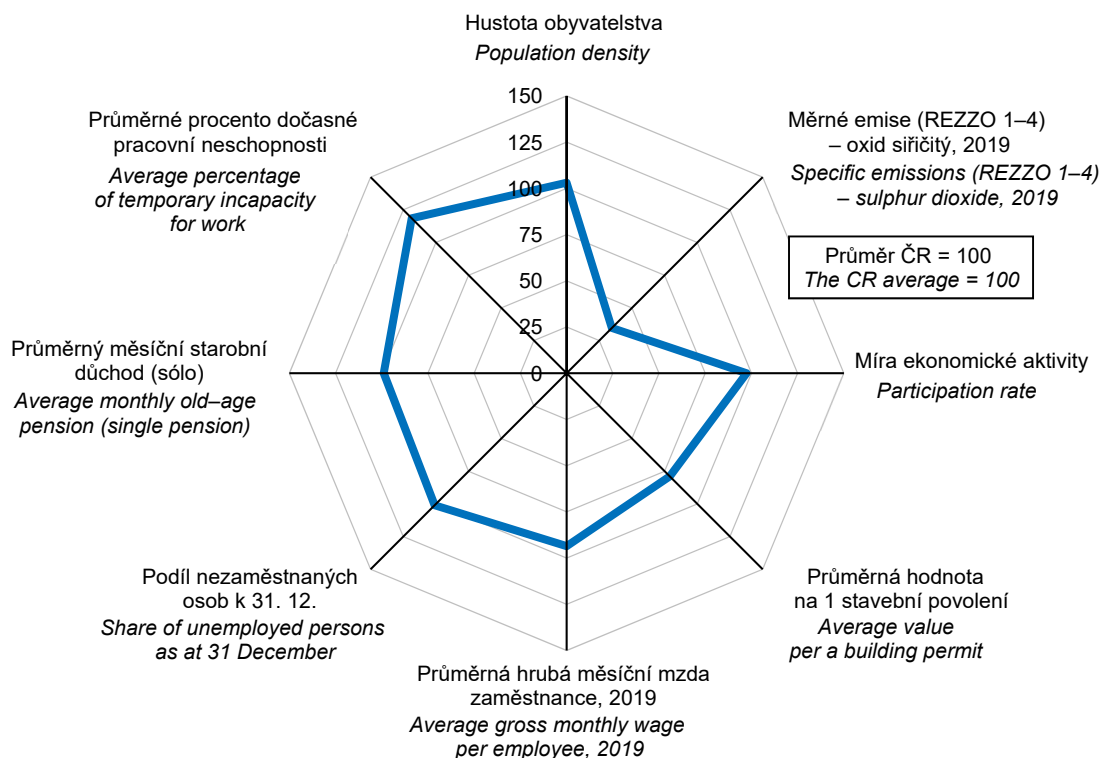 Hustota obyvatelstva
Population density
Měrné emise (REZZO 1–4)
– oxid siřičitý, 2019
Specific emissions (REZZO 1–4)
– sulphur dioxide, 2019
Průměr ČR = 100
The CR average = 100
Míra ekonomické aktivity
Participation rate
Průměrná hodnota
na 1 stavební povolení
Average value
per a building permit
Průměrná hrubá měsíční mzda
zaměstnance, 2019
Average gross monthly wage
per employee, 2019
Podíl nezaměstnaných
osob k 31. 12.
Share of unemployed persons
as at 31 December
Průměrný měsíční starobní
důchod (sólo)
Average monthly old–age
pension (single pension)
Průměrné procento dočasné
pracovní neschopnosti
Average percentage
of temporary incapacity
for work
150
125
100
75
50
25
0